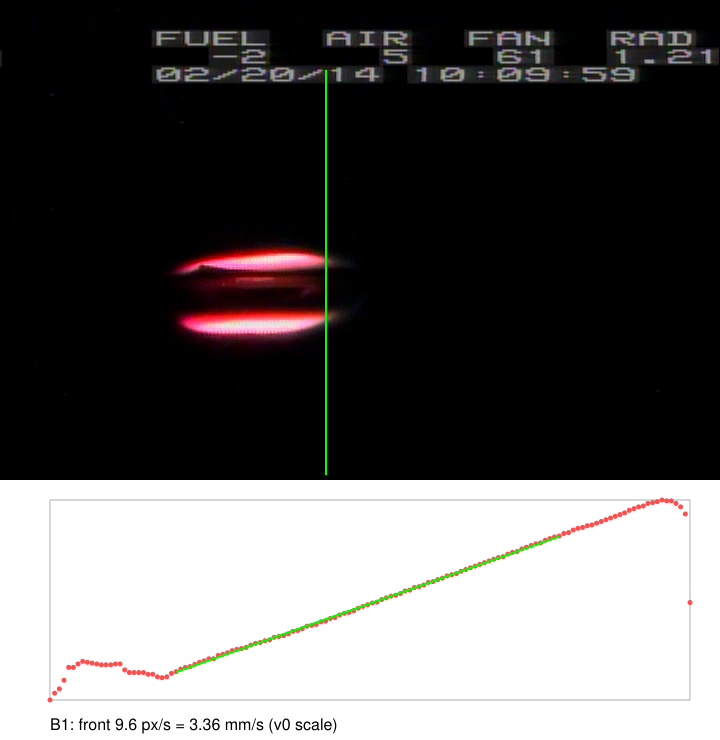 FUEL AIR FAN RAD
-2 5 61 1.21
02/20/14 10:09:59
B1: front 9.6 px/s = 3.36 mm/s (v0 scale)